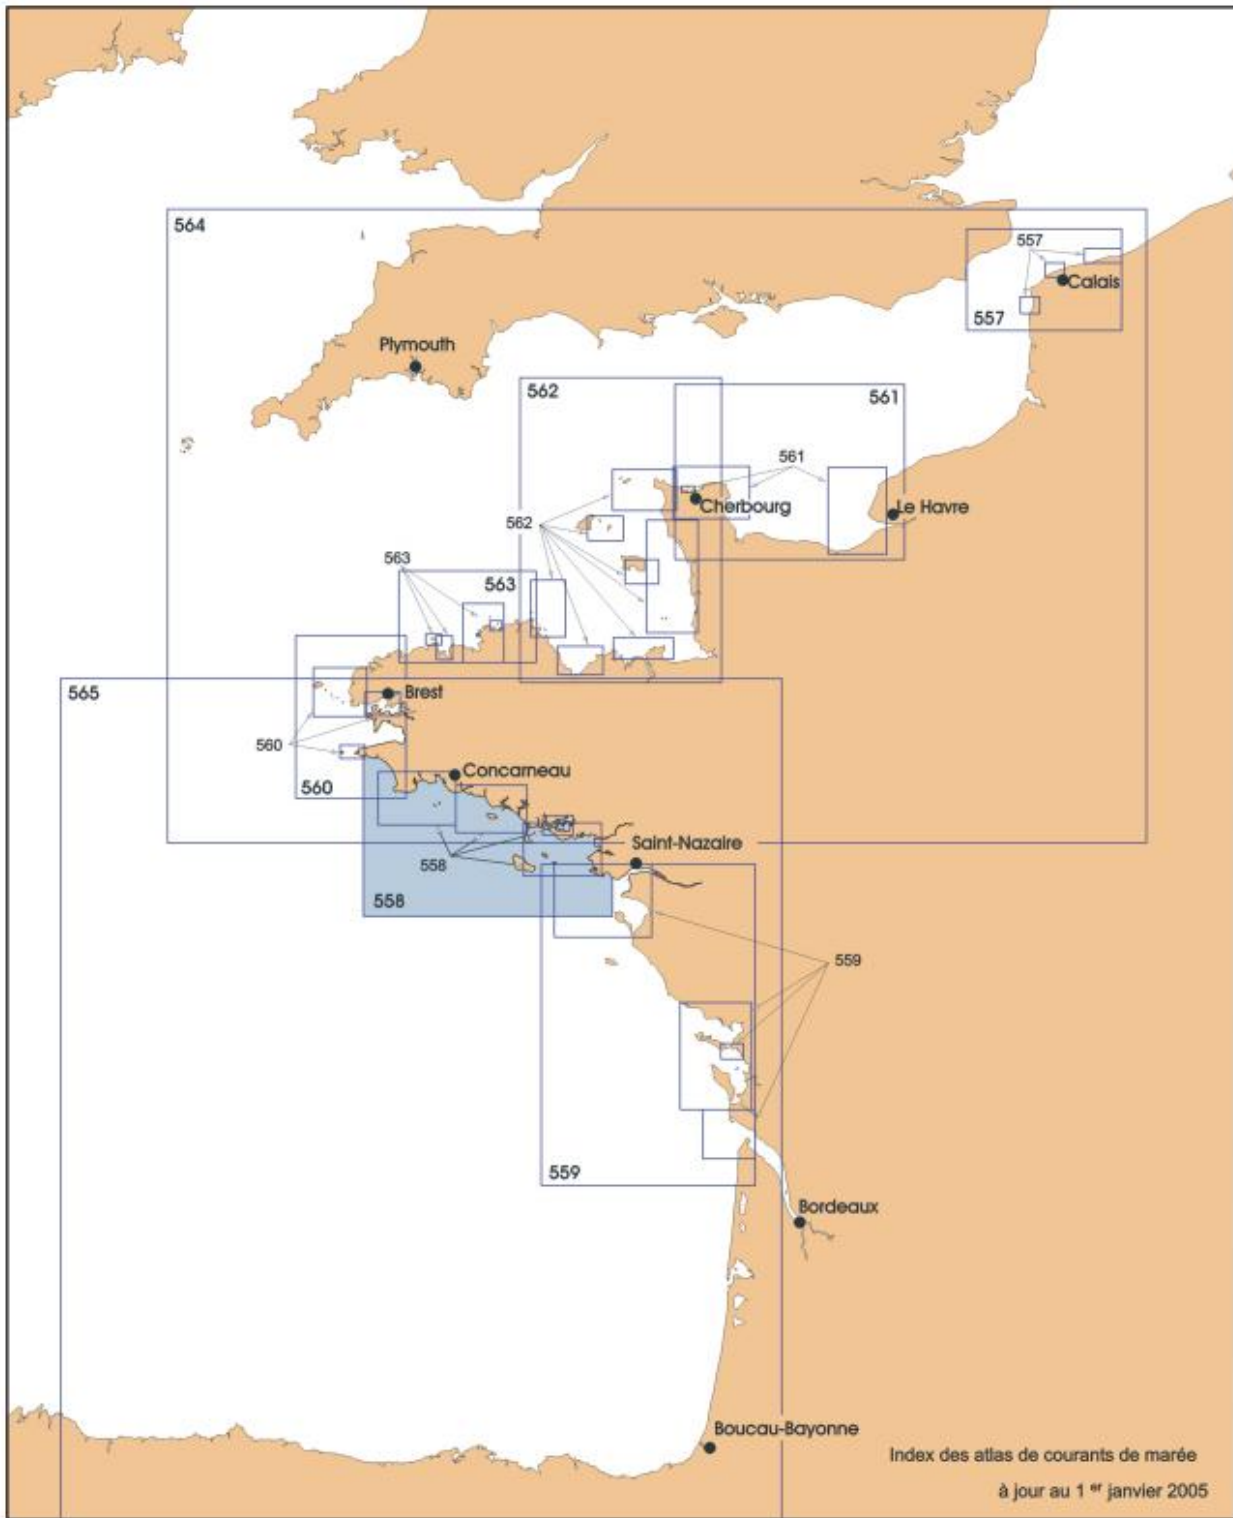 564
557
Calais
557
Plymouth
562
561
561
Cherbourg
Le Havre
562
563
563
565
Brest
560
560
Concarneau
Saint-Nazaire
558
558
559
559
Bordeaux
Boucau-Bayonne
Index des atlas de courants de marée
à jour au 1 er janvier 2005